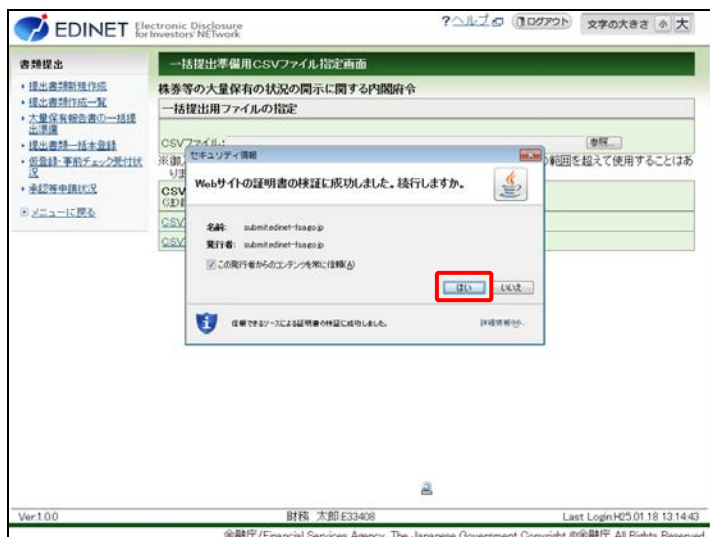 EDINET Electronic Disclosure
for Investors' NETwork
?ヘルプ ログアウト 文字の大きさ 小 大
書類提出
・提出書類新規作成
・提出書類作成一覧
・大量保有報告書の一括提
出準備
・提出書類一括本登録
・仮登録・事前チェック受付状
況
・承認等申請状況
メニューに戻る
一括提出準備用CSVファイル指定画面
株券等の大量保有の状況の開示に関する内閣府令
一括提出用ファイルの指定
CSVファイル: 参照...
※御
の範囲を超えて使用することはあ
りま
CSV
CSV
CSV
セキュリティ情報
Webサイトの証明書の検証に成功しました。続行しますか。
名前: submit.edinet-fsa.go.jp
発行者: submit.edinet-fsa.go.jp
この発行者からのコンテンツを常に信頼(A)
はい いいえ
信頼できるソースによる証明書の検証に成功しました。 詳細情報(M)...
Ver:1.0.0 財務 太郎:E33408 Last Login:H25.01.18 13:14:43
金融庁/Financial Services Agency, The Japanese Government Copyright ©金融庁 All Rights Reserved.